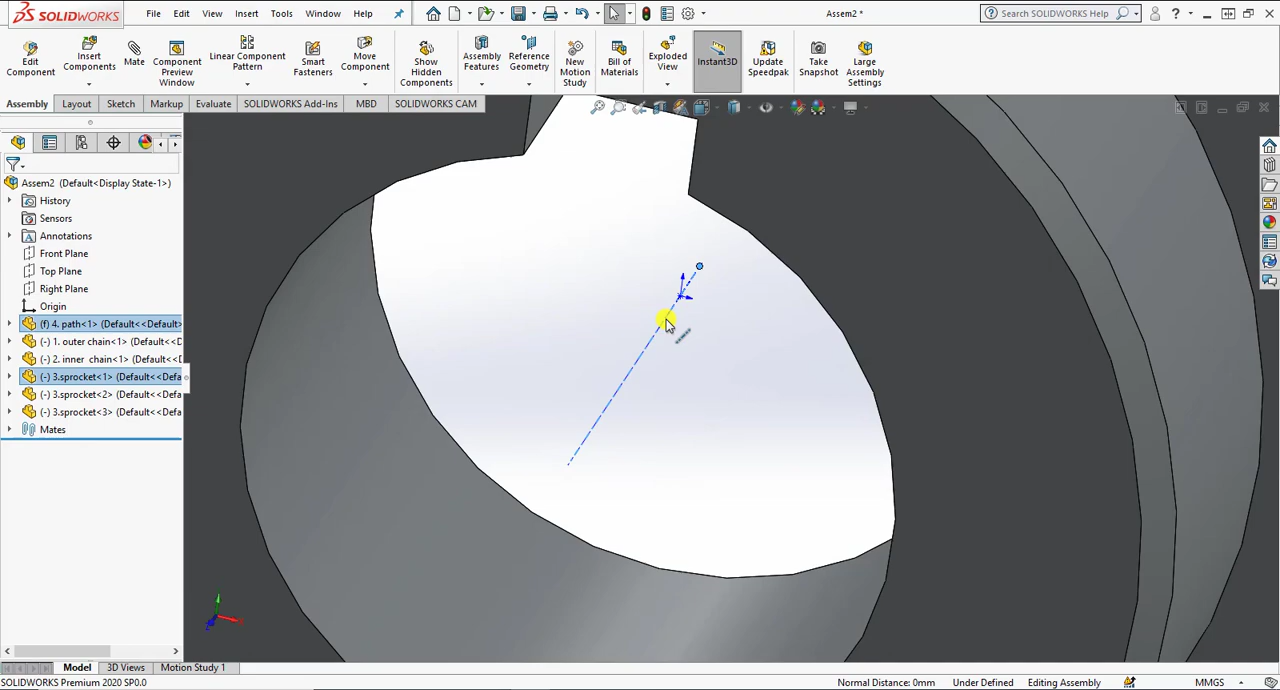 SOLIDWORKS
File
Edit
View
Insert
Tools
Window
Help
Assem2 *
Search SOLIDWORKS Help
Edit Component
Insert Components
Mate
Component Preview Window
Linear Component Pattern
Smart Fasteners
Move Component
Show Hidden Components
Assembly Features
Reference Geometry
New Motion Study
Bill of Materials
Exploded View
Instant3D
Update Speedpak
Take Snapshot
Large Assembly Settings
Assembly
Layout
Sketch
Markup
Evaluate
SOLIDWORKS Add-Ins
MBD
SOLIDWORKS CAM
Assem2 (Default<Display State-1>)
History
Sensors
Annotations
Front Plane
Top Plane
Right Plane
Origin
(f) 4. path<1> (Default<<Default>
(-) 1. outer chain<1> (Default<<D
(-) 2. inner chain<1> (Default<<D
(-) 3.sprocket<1> (Default<<Defa
(-) 3.sprocket<2> (Default<<Defa
(-) 3.sprocket<3> (Default<<Defa
Mates
Model
3D Views
Motion Study 1
SOLIDWORKS Premium 2020 SP0.0
Normal Distance: 0mm
Under Defined
Editing Assembly
MMGS